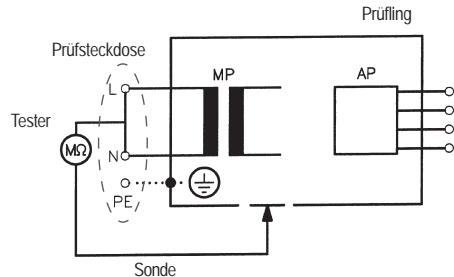 Prüfling
Prüfsteckdose
MP
AP
L
Tester
MΩ
N
PE
Sonde